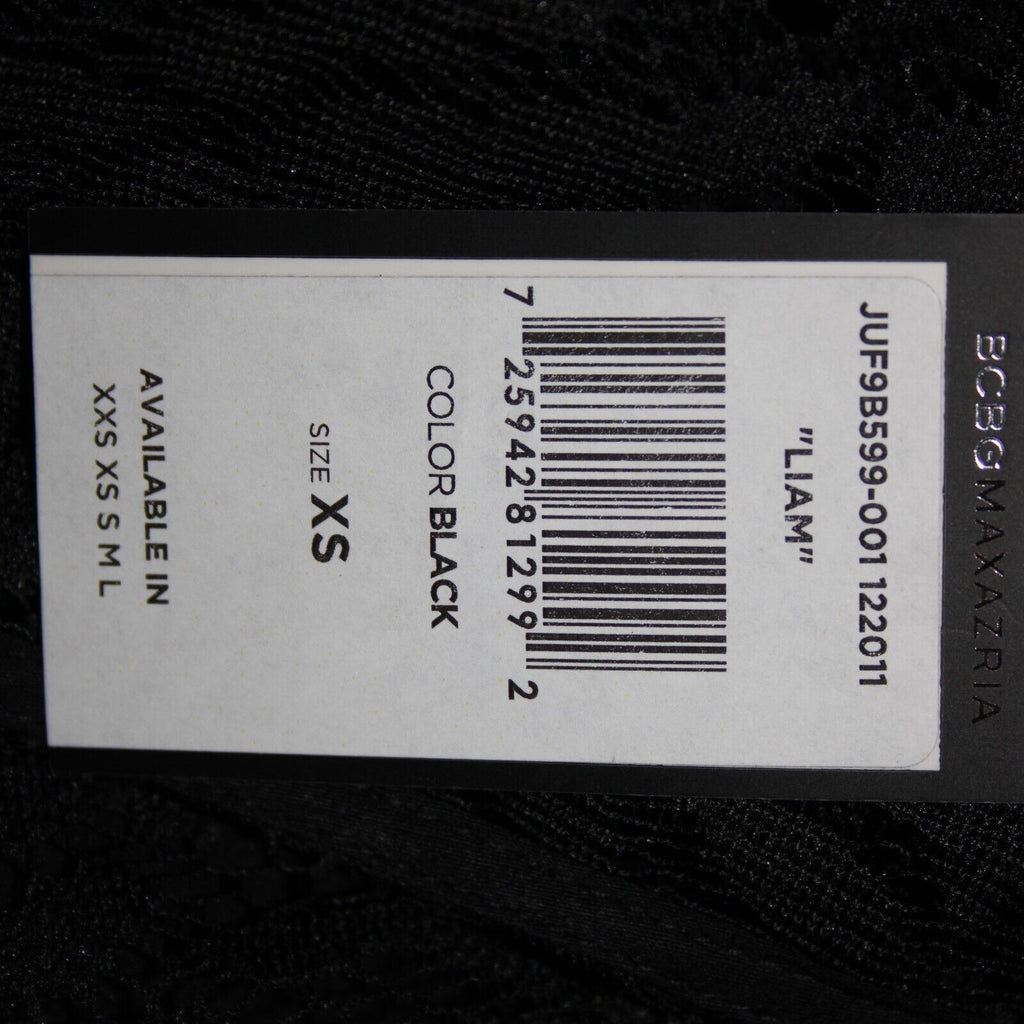 BCBGMAXAZRIA
JUF9B599-001 122011
"LIAM"
7 25942 81299 2
COLOR BLACK
SIZE XS
AVAILABLE IN
XXS XS S M L